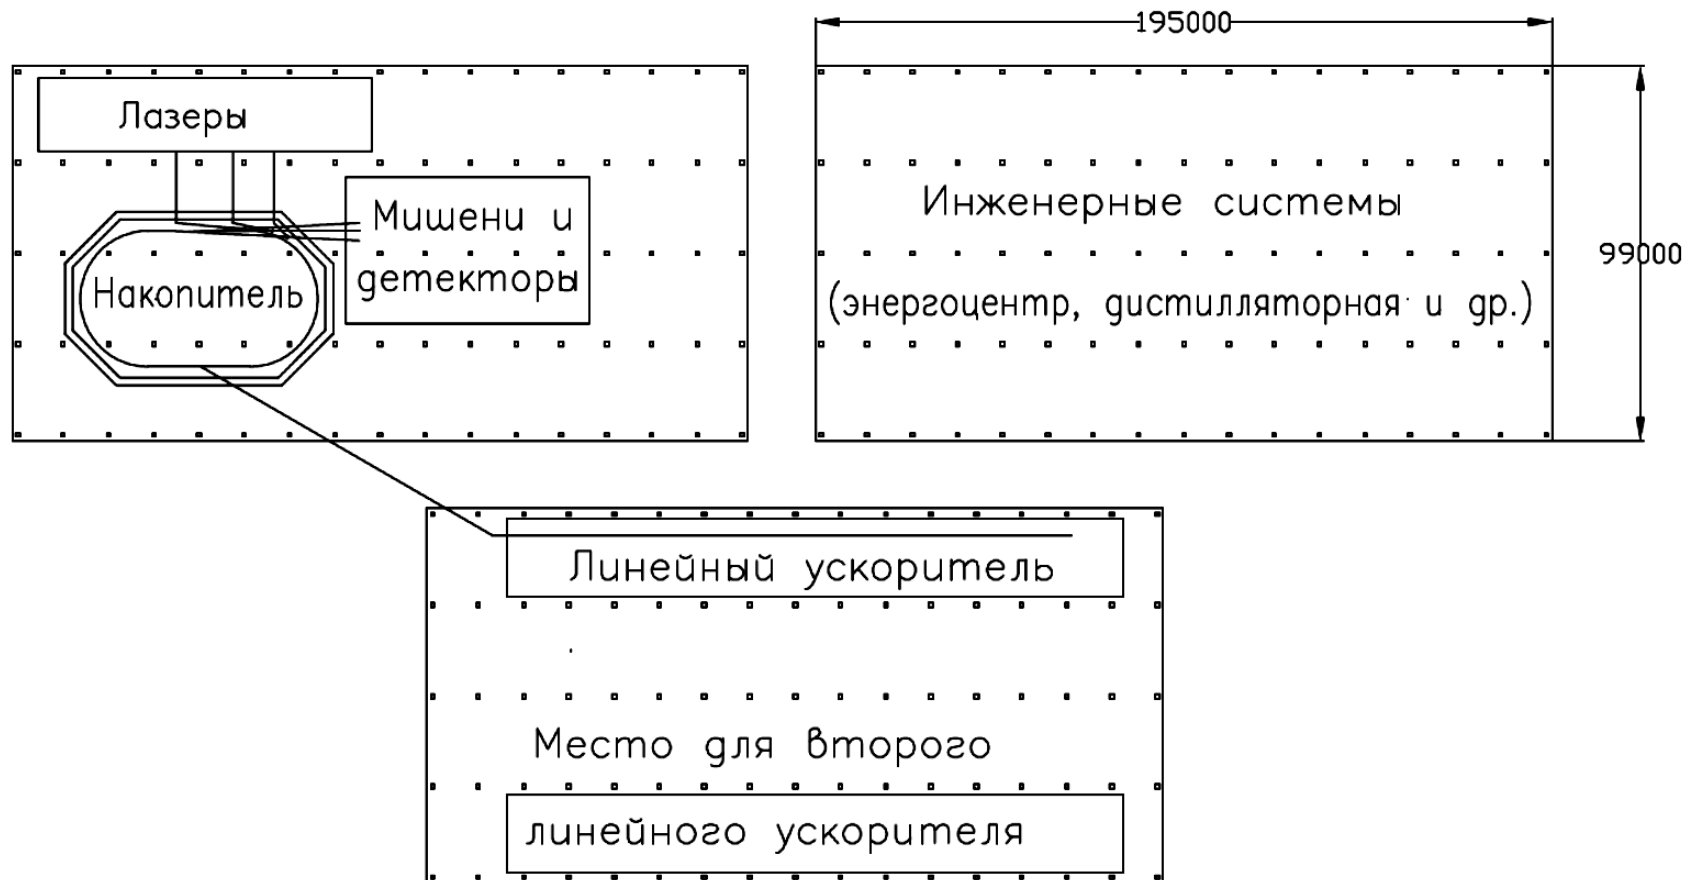 195000
Лазеры
Мишени и
детекторы
Накопитель
Инженерные системы
99000
(энергоцентр, дистилляторная и др.)
Линейный ускоритель
Место для второго
линейного ускорителя